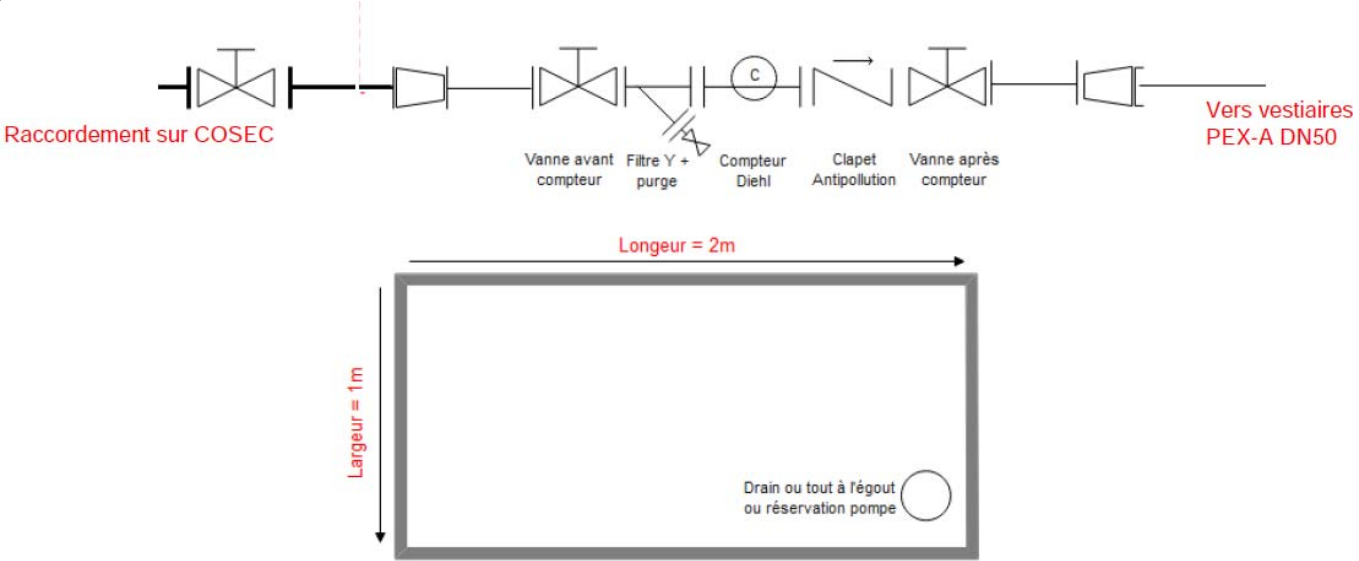 C
Raccordement sur COSEC
Vers vestiaires
PEX-A DN50
Vanne avant
compteur
Filtre Y +
purge
Compteur
Diehl
Clapet
Antipollution
Vanne après
compteur
Longeur = 2m
Largeur = 1m
Drain ou tout à l'égout
ou réservation pompe